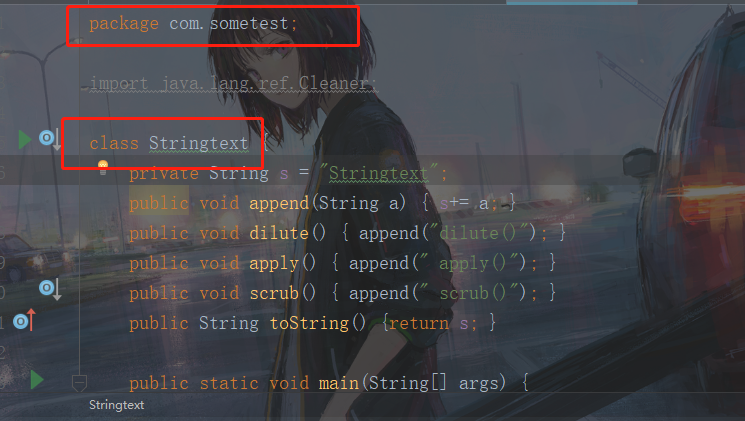 package com.sometest;
import java.lang.ref.Cleaner;
class Stringtext {
private String s = "Stringtext";
public void append(String a) { s+= a; }
public void dilute() { append("dilute()"); }
public void apply() { append(" apply()"); }
public void scrub() { append(" scrub()"); }
public String toString() {return s; }
public static void main(String[] args) {
Stringtext